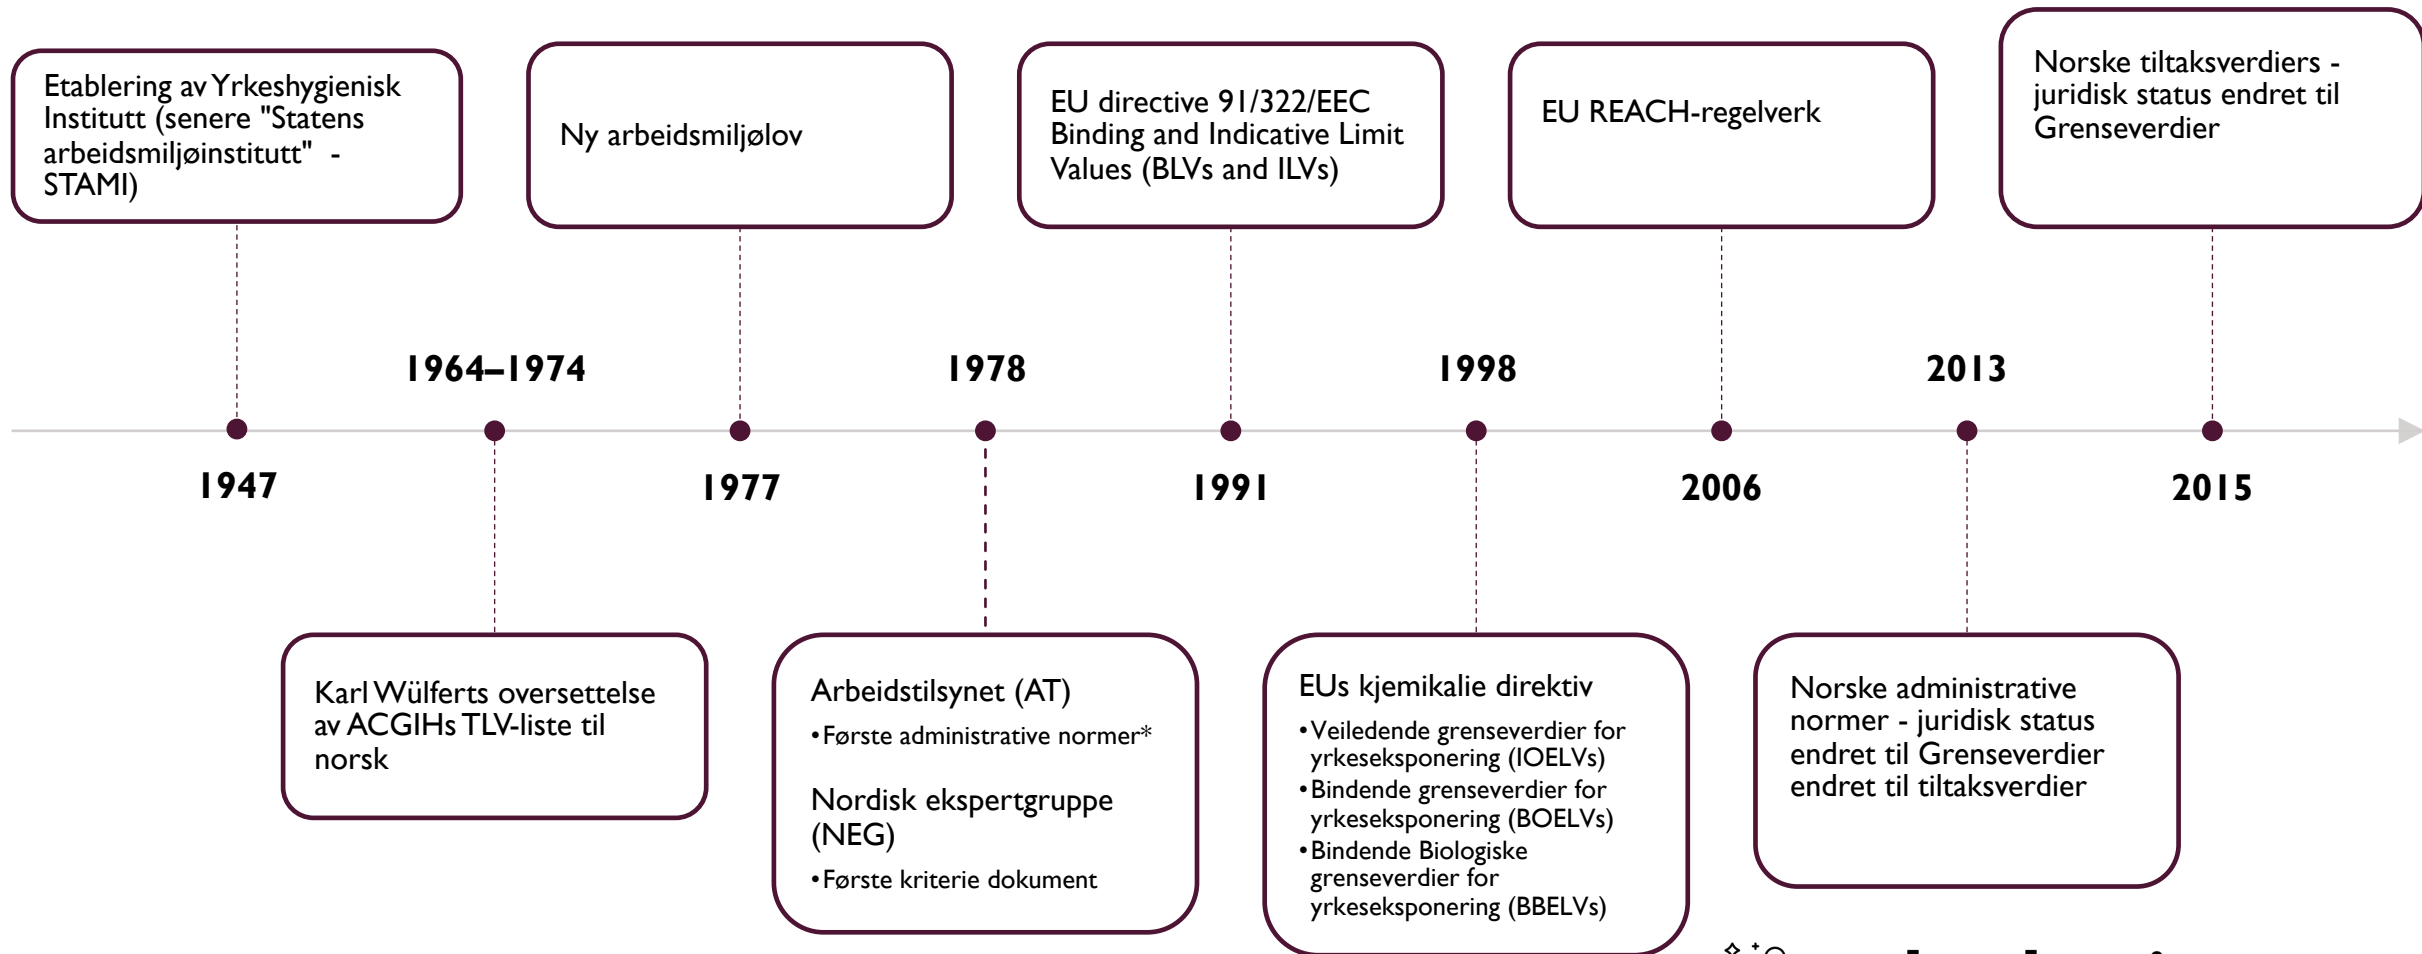 Etablering av Yrkeshygienisk
Institutt (senere "Statens
arbeidsmiljøinstitutt" -
STAMI)
Ny arbeidsmiljølov
EU directive 91/322/EEC
Binding and Indicative Limit
Values (BLVs and ILVs)
EU REACH-regelverk
Norske tiltaksverdiers -
juridisk status endret til
Grenseverdier
1964–1974
1978
1998
2013
1947
1977
1991
2006
2015
Karl Wülferts oversettelse
av ACGIHs TLV-liste til
norsk
Arbeidstilsynet (AT)
•Første administrative normer*
Nordisk ekspertgruppe
(NEG)
•Første kriterie dokument
EUs kjemikalie direktiv
•Veiledende grenseverdier for
yrkeseksponering (IOELVs)
•Bindende grenseverdier for
yrkeseksponering (BOELVs)
•Bindende Biologiske
grenseverdier for
yrkeseksponering (BBELVs)
Norske administrative
normer - juridisk status
endret til Grenseverdier
endret til tiltaksverdier